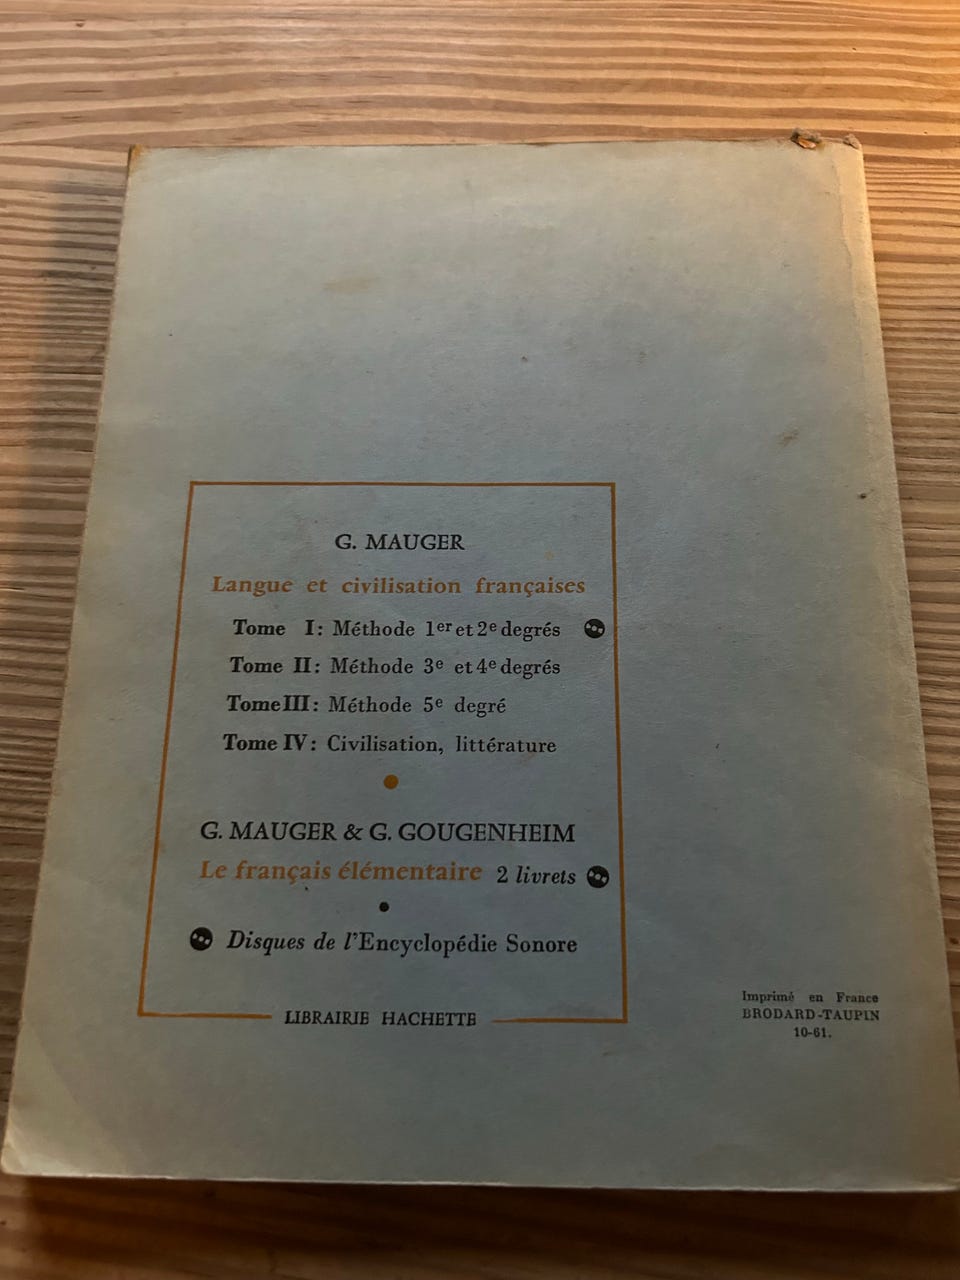 G. MAUGER
Langue et civilisation françaises
Tome I: Méthode 1er et 2e degrés
Tome II: Méthode 3e et 4e degrés
Tome III: Méthode 5e degré
Tome IV: Civilisation, littérature
G. MAUGER & G. GOUGENHEIM
Le français élémentaire 2 livrets
Disques de l'Encyclopédie Sonore
LIBRAIRIE HACHETTE
Imprimé en France
BRODARD-TAUPIN
10-61.